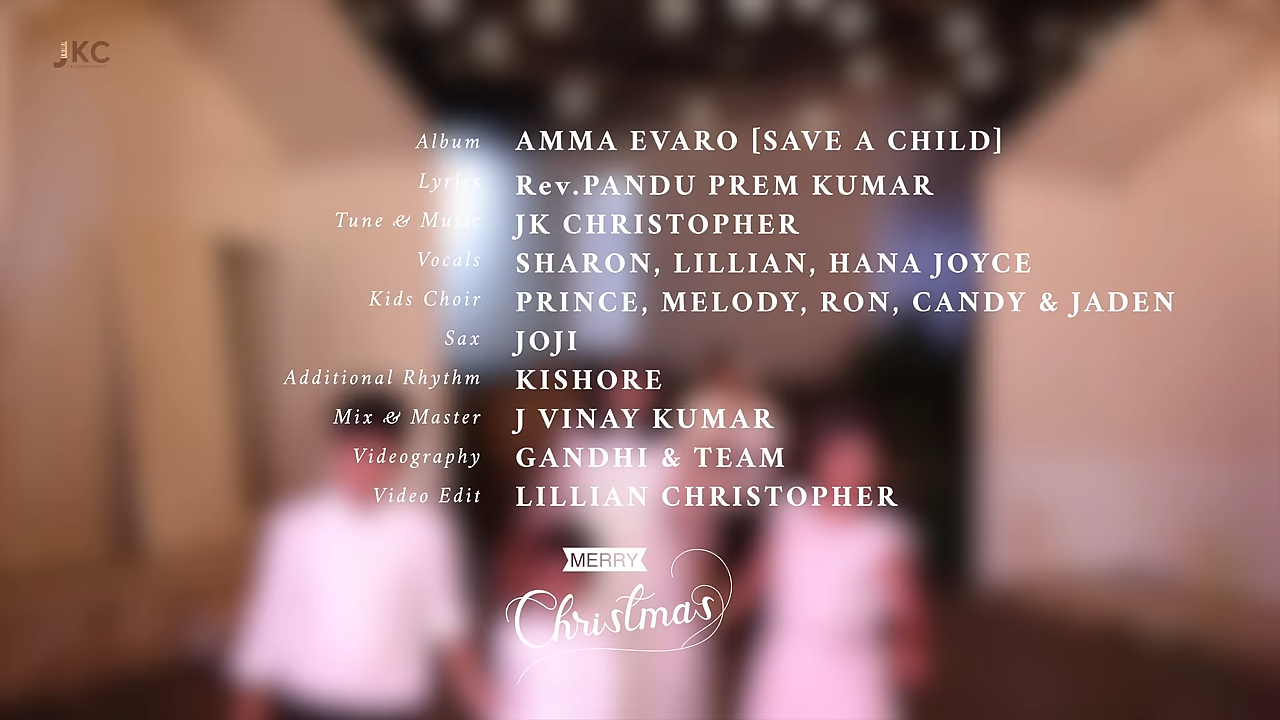 JKC
Album AMMA EVARO [SAVE A CHILD]
Lyrics Rev.PANDU PREM KUMAR
Tune & Music JK CHRISTOPHER
Vocals SHARON, LILLIAN, HANA JOYCE
Kids Choir PRINCE, MELODY, RON, CANDY & JADEN
Sax JOJI
Additional Rhythm KISHORE
Mix & Master J VINAY KUMAR
Videography GANDHI & TEAM
Video Edit LILLIAN CHRISTOPHER
MERRY
Christmas